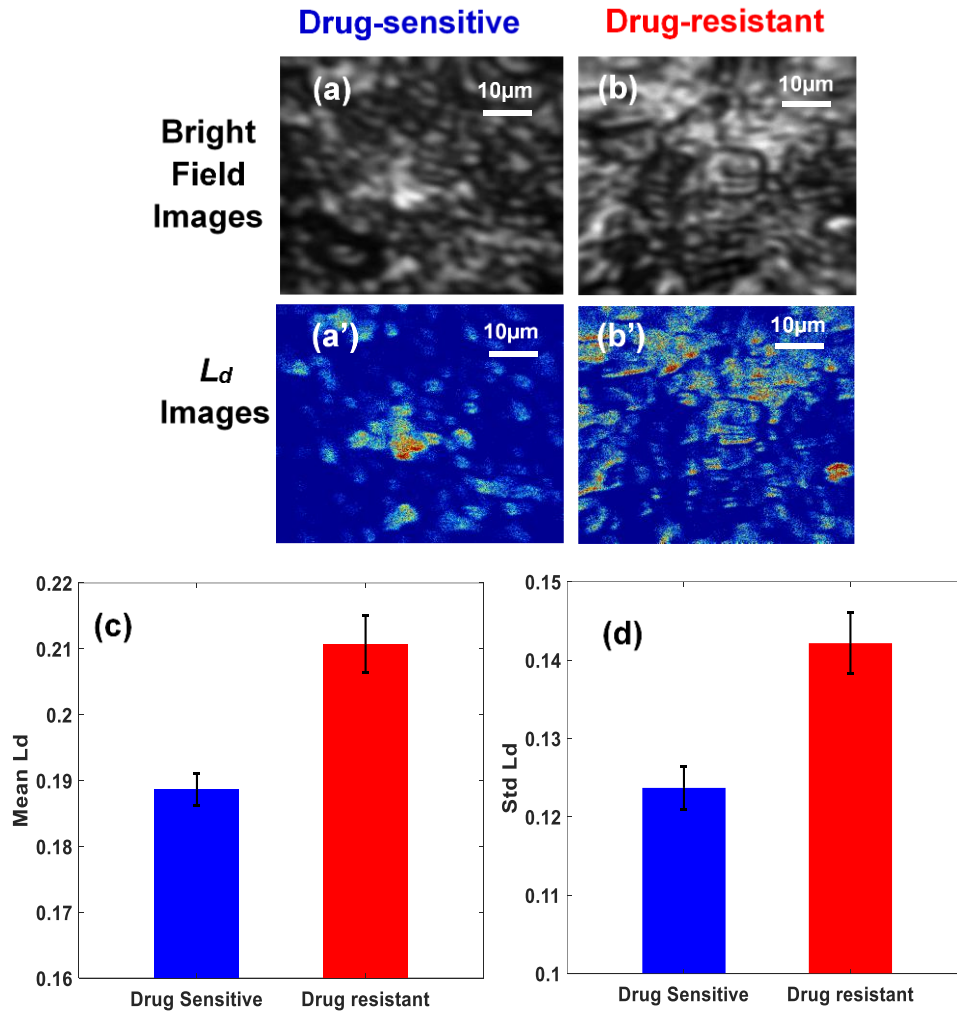 Drug-sensitive
Drug-resistant
(a)
10µm
(b)
10µm
Bright
Field
Images
(a')
10µm
(b')
10µm
Ld
Images
(c)
0.22
0.21
0.2
0.19
0.18
0.17
0.16
Mean Ld
Drug Sensitive
Drug resistant
(d)
0.15
0.14
0.13
0.12
0.11
0.1
Std Ld
Drug Sensitive
Drug resistant